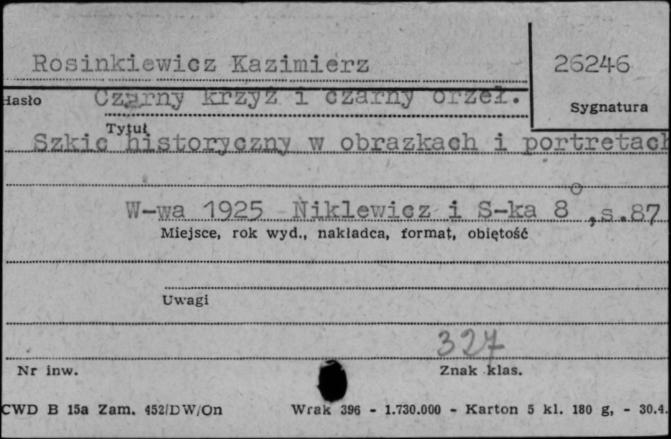 Rosinkiewicz Kazimierz 26246
Hasło Czarny krzyż i czarny orzeł. Sygnatura
Tytuł
Szkic historyczny w obrazkach i portretach
W-wa 1925 Niklewicz i S-ka 8°, s.87
Miejsce, rok wyd., nakładca, format, objętość
Uwagi
327
Nr inw. Znak klas.
CWD B 15a Zam. 452/DW/On Wrak 396 - 1.730.000 - Karton 5 kl. 180 g, - 30.4.